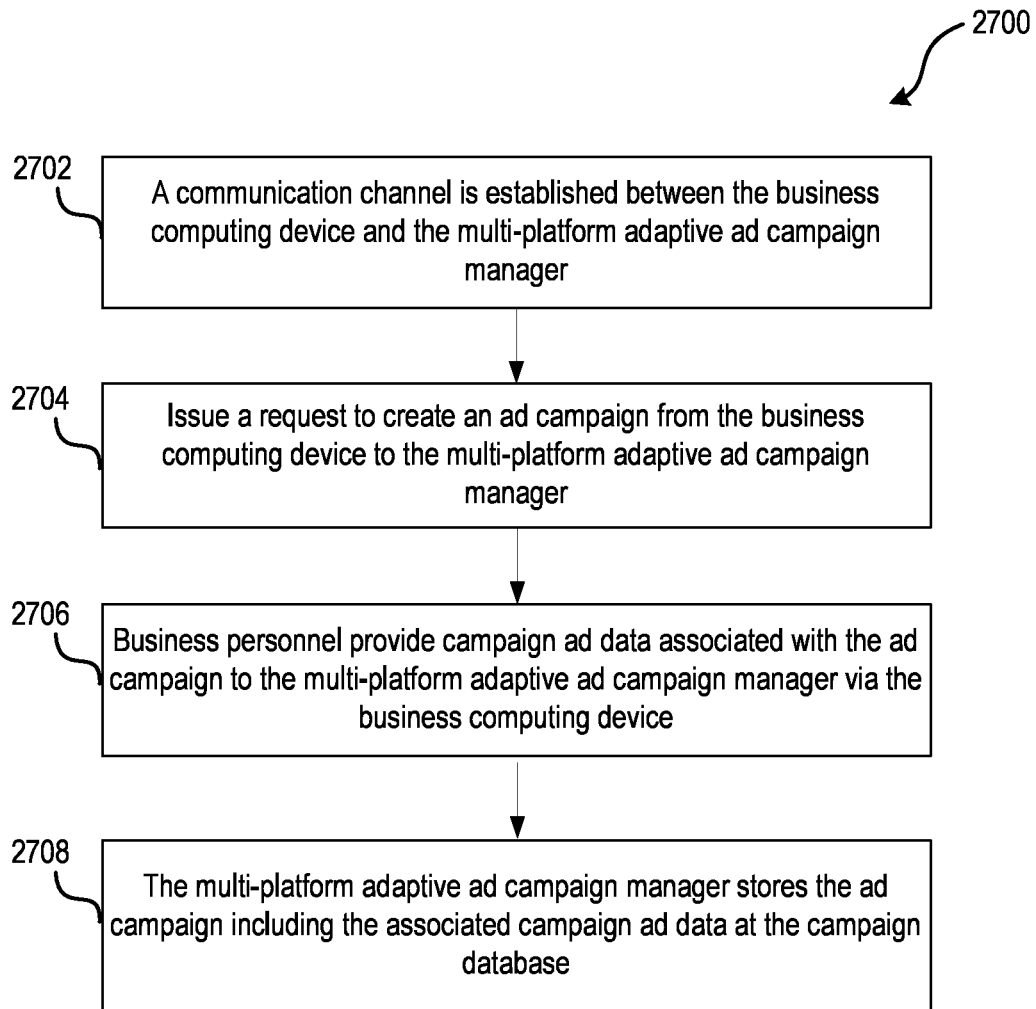 2700
2702
A communication channel is established between the business
computing device and the multi-platform adaptive ad campaign
manager
2704
Issue a request to create an ad campaign from the business
computing device to the multi-platform adaptive ad campaign
manager
2706
Business personnel provide campaign ad data associated with the ad
campaign to the multi-platform adaptive ad campaign manager via the
business computing device
2708
The multi-platform adaptive ad campaign manager stores the ad
campaign including the associated campaign ad data at the campaign
database